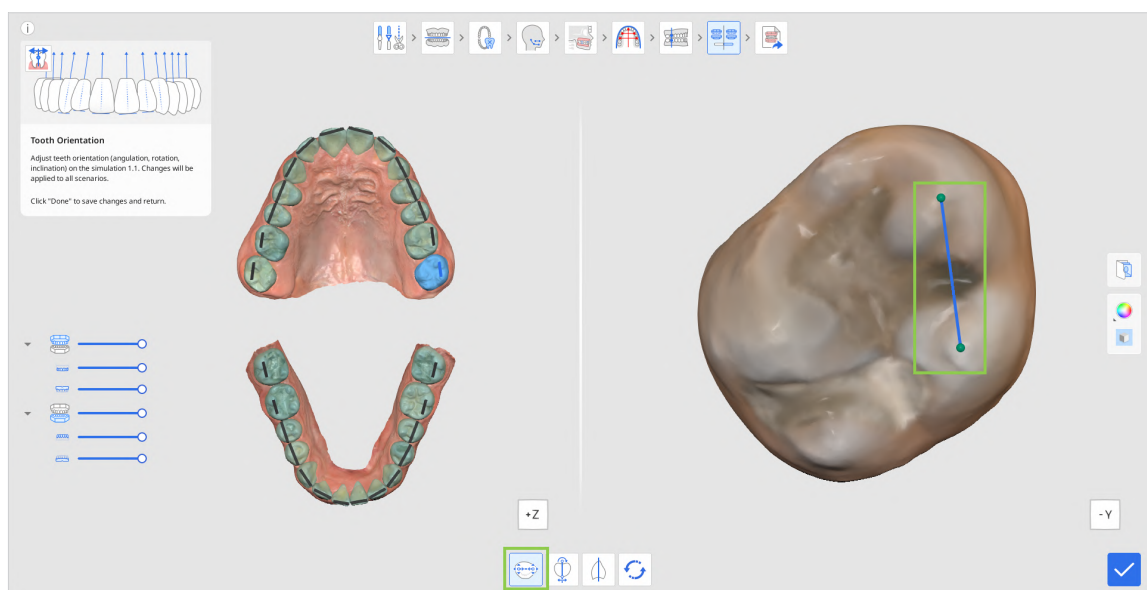 Tooth Orientation
Adjust teeth orientation (angulation, rotation,
inclination) on the simulation 1.1. Changes will be
applied to all scenarios.
Click "Done" to save changes and return.
+Z
-Y